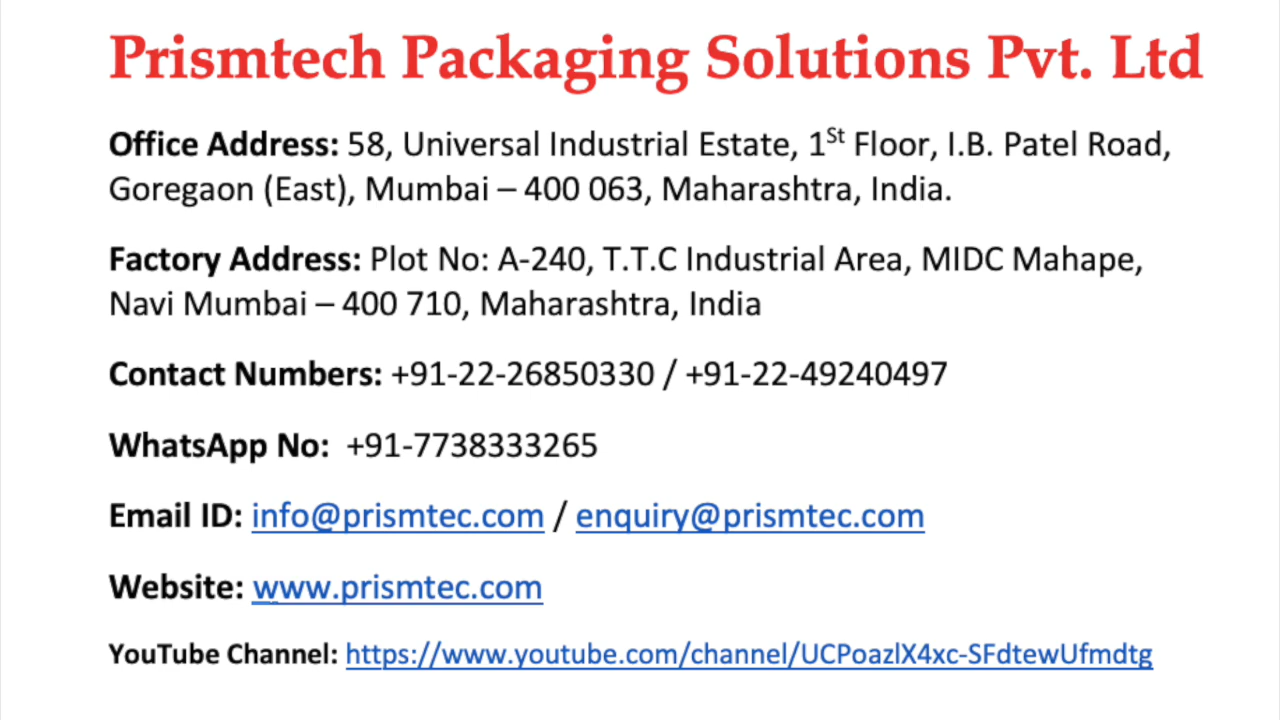 Prismtech Packaging Solutions Pvt. Ltd
Office Address: 58, Universal Industrial Estate, 1St Floor, I.B. Patel Road,
Goregaon (East), Mumbai – 400 063, Maharashtra, India.
Factory Address: Plot No: A-240, T.T.C Industrial Area, MIDC Mahape,
Navi Mumbai – 400 710, Maharashtra, India
Contact Numbers: +91-22-26850330 / +91-22-49240497
WhatsApp No: +91-7738333265
Email ID: info@prismtec.com / enquiry@prismtec.com
Website: www.prismtec.com
YouTube Channel: https://www.youtube.com/channel/UCPoazlX4xc-SFdtewUfmdtg